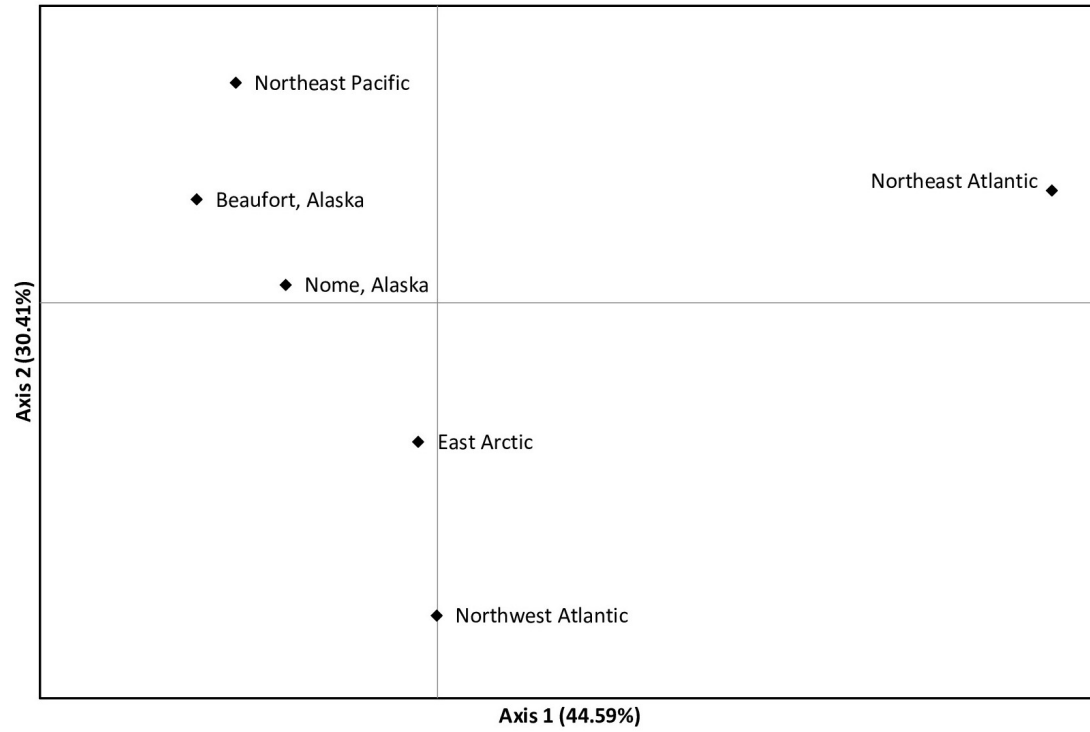 Northeast Pacific
Northeast Atlantic
Beaufort, Alaska
Nome, Alaska
Axis 2 (30.41%)
East Arctic
Northwest Atlantic
Axis 1 (44.59%)